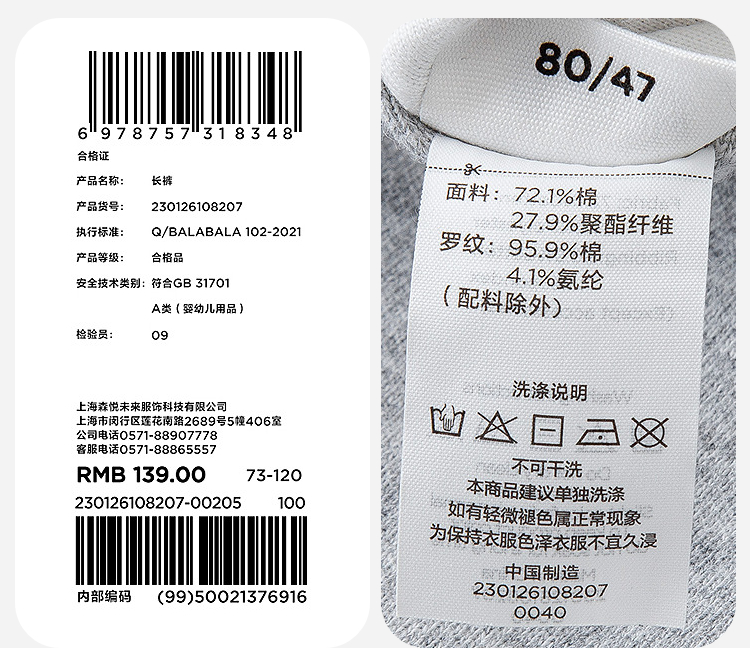 6 978757 318348
合格证
产品名称： 长裤
产品货号： 230126108207
执行标准： Q/BALABALA 102-2021
产品等级： 合格品
安全技术类别： 符合GB 31701
A类（婴幼儿用品）
检验员： 09
上海森悦未来服饰科技有限公司
上海市闵行区莲花南路2689号5幢406室
公司电话0571-88907778
客服电话0571-88865557
RMB 139.00 73-120
230126108207-00205 100
内部编码 (99)50021376916
80/47
面料： 72.1%棉
27.9%聚酯纤维
罗纹： 95.9%棉
4.1%氨纶
（配料除外）
洗涤说明
不可干洗
本商品建议单独洗涤
如有轻微褪色属正常现象
为保持衣服色泽衣服不宜久浸
中国制造
230126108207
0040